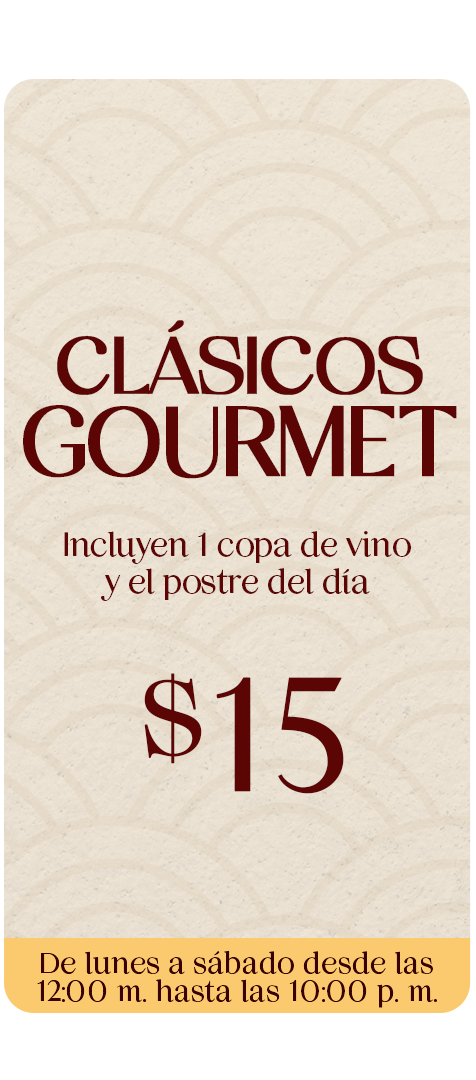 CLÁSICOS
GOURMET
Incluyen 1 copa de vino
y el postre del día
$15
De lunes a sábado desde las
12:00 m. hasta las 10:00 p. m.